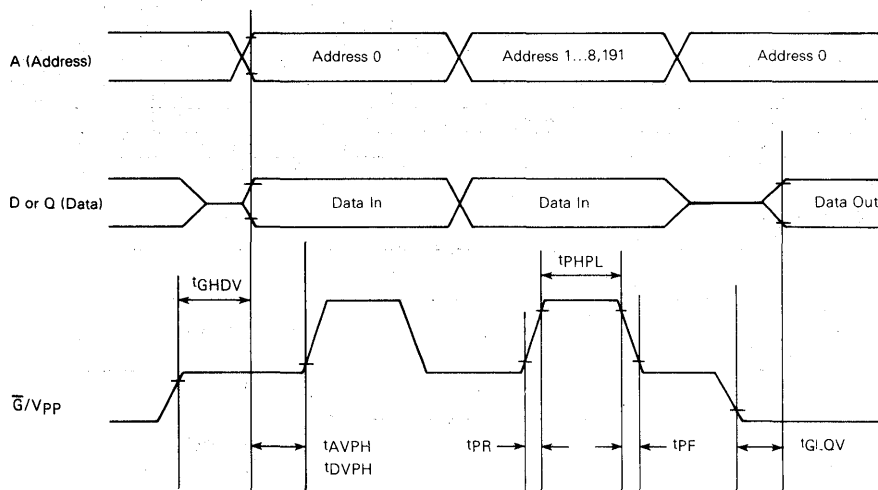 A (Address)
Address 0
Address 1...8,191
Address 0
D or Q (Data)
Data In
Data In
Data Out
tGHDV
tPHPL
G̅/VPP
tAVPH
tDVPH
tPR
tPF
tGLQV